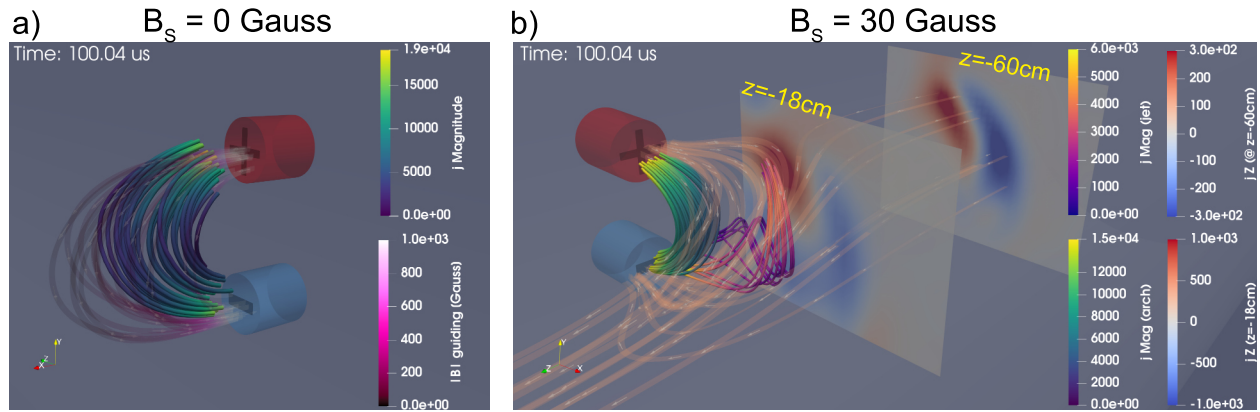 a)
B_S = 0 Gauss
Time: 100.04 us
1.9e+04
15000
10000
5000
0.0e+00
j Magnitude
1.0e+03
800
600
400
200
0.0e+00
|B| guiding (Gauss)
Y
Z
X
b)
B_S = 30 Gauss
Time: 100.04 us
z=-18cm
z=-60cm
6.0e+03
5000
4000
3000
2000
1000
0.0e+00
j Mag (jet)
3.0e+02
200
100
0
-100
-200
-3.0e+02
j Z (@ z=-60cm)
1.5e+04
12000
10000
8000
6000
4000
2000
0.0e+00
j Mag (arch)
1.0e+03
500
0
-500
-1.0e+03
j Z (z=-18cm)
Y
Z
X